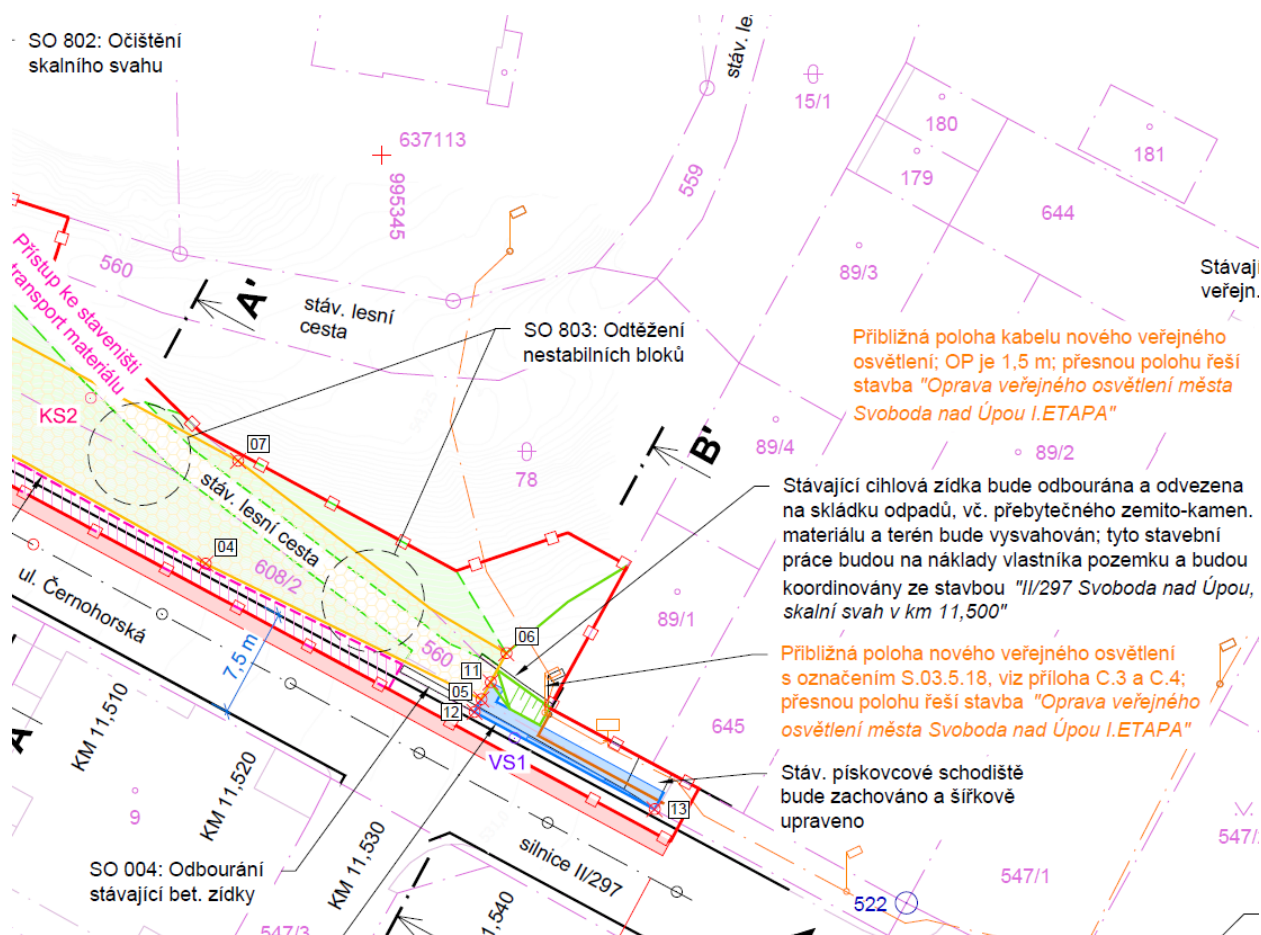 SO 802: Očištění
skalního svahu
stáv. le
15/1
180
181
637113
179
559
644
995345
89/3
560
Přístup ke staveništi
transport materiálu
A'
stáv. lesní
cesta
Stávají
veřejn.
SO 803: Odtěžení
nestabilních bloků
Přibližná poloha kabelu nového veřejného
osvětlení; OP je 1,5 m; přesnou polohu řeší
stavba "Oprava veřejného osvětlení města
Svoboda nad Úpou I.ETAPA"
KS2
07
B'
89/4
89/2
78
stáv. lesní cesta
Stávající cihlová zídka bude odbourána a odvezena
na skládku odpadů, vč. přebytečného zemito-kamen.
materiálu a terén bude vysvahován; tyto stavební
práce budou na náklady vlastníka pozemku a budou
koordinovány ze stavbou "II/297 Svoboda nad Úpou,
skalní svah v km 11,500"
04
608/2
ul. Černohorská
7,5 m
89/1
06
560
11
05
12
Přibližná poloha nového veřejného osvětlení
s označením S.03.5.18, viz příloha C.3 a C.4;
přesnou polohu řeší stavba "Oprava veřejného
osvětlení města Svoboda nad Úpou I.ETAPA"
KM 11,510
645
A
VS1
KM 11,520
Stáv. pískovcové schodiště
bude zachováno a šířkově
upraveno
13
9
547/
KM 11,530
silnice II/297
SO 004: Odbourání
stávající bet. zídky
547/1
522
1,540
547/3